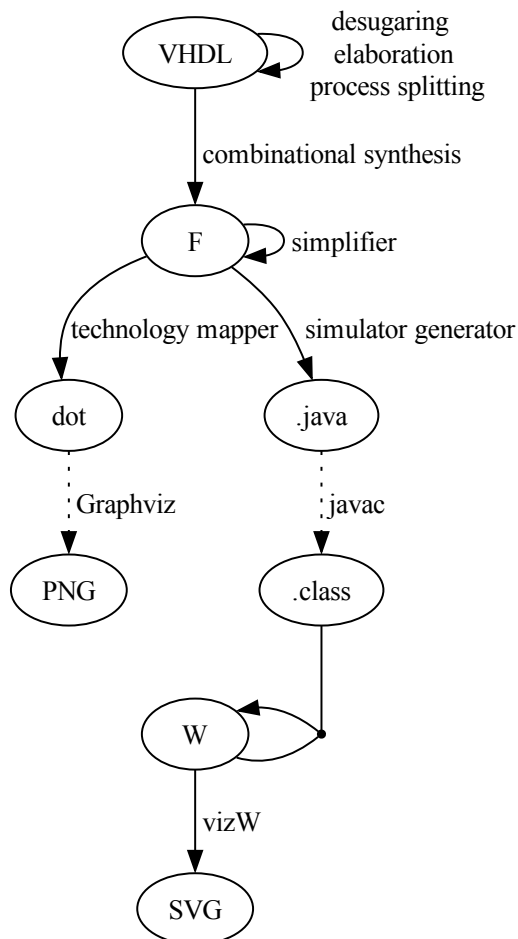 desugaring
VHDL
elaboration
process splitting
combinational synthesis
F
simplifier
technology mapper
simulator generator
dot
.java
Graphviz
javac
PNG
.class
W
vizW
SVG